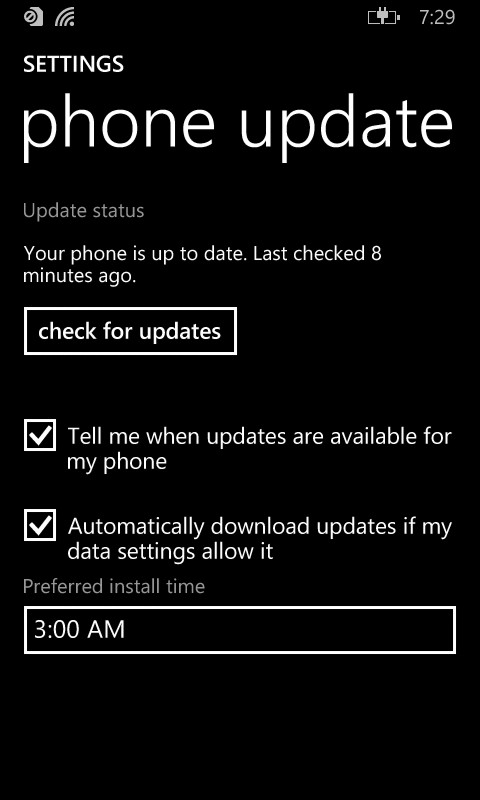 7:29
SETTINGS
phone update
Update status
Your phone is up to date. Last checked 8
minutes ago.
check for updates
Tell me when updates are available for
my phone
Automatically download updates if my
data settings allow it
Preferred install time
3:00 AM